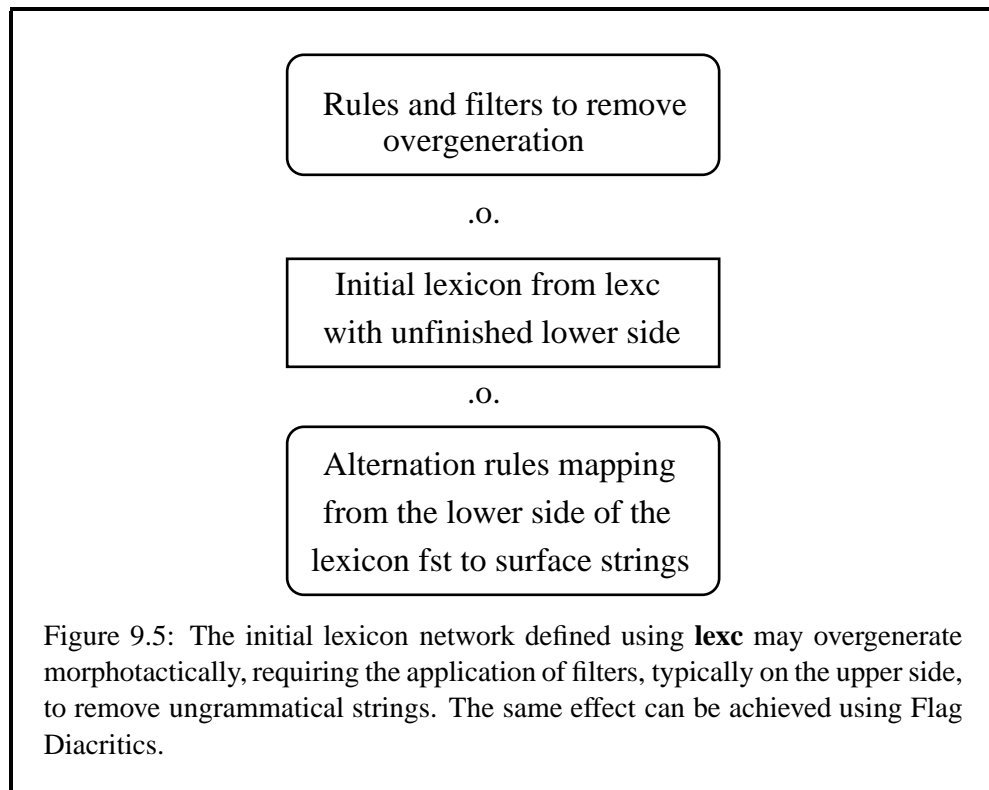 Rules and filters to remove
overgeneration
.o.
Initial lexicon from lexc
with unfinished lower side
.o.
Alternation rules mapping
from the lower side of the
lexicon fst to surface strings
Figure 9.5: The initial lexicon network defined using lexc may overgenerate
morphotactically, requiring the application of filters, typically on the upper side,
to remove ungrammatical strings. The same effect can be achieved using Flag
Diacritics.